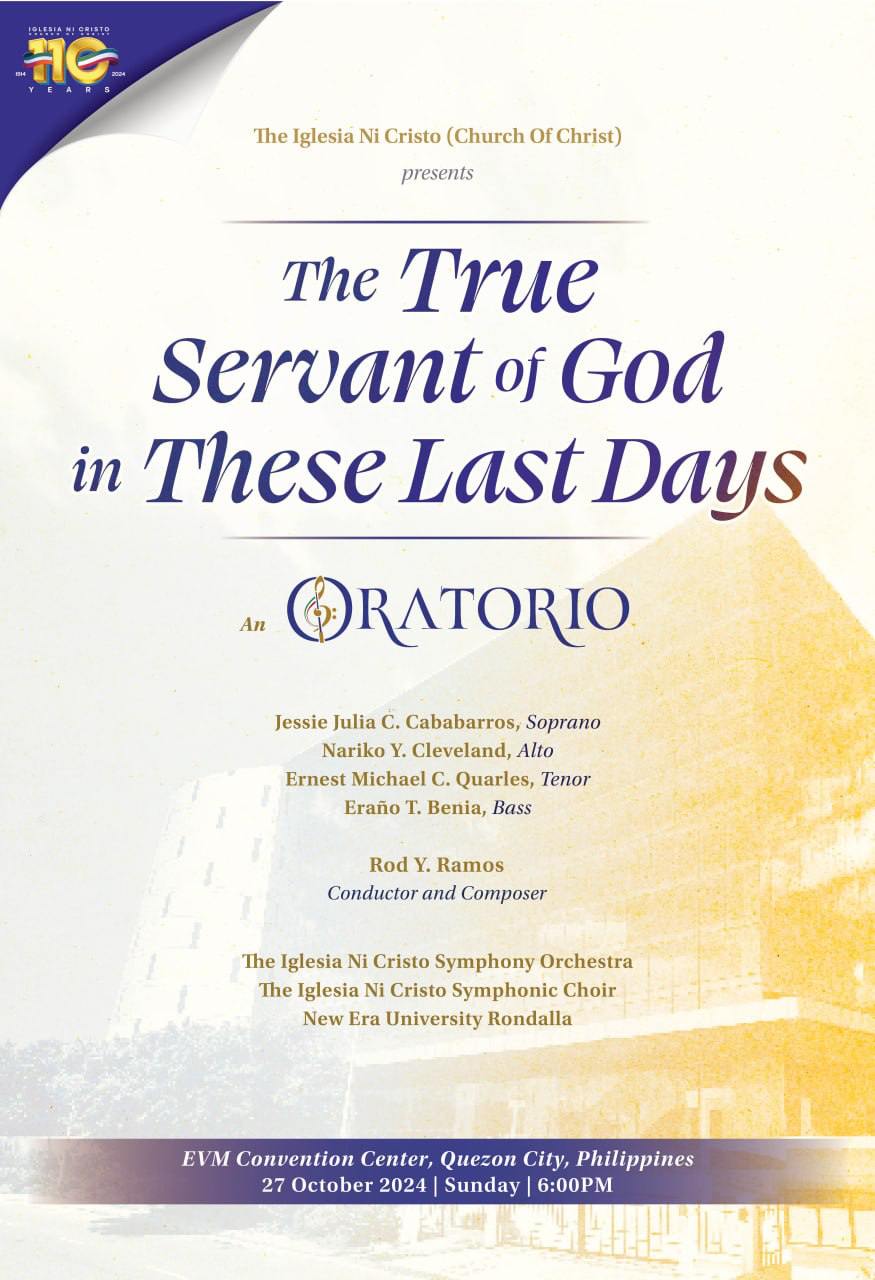 IGLESIA NI CRISTO
CHURCH OF CHRIST
110
1914 2024
YEARS
The Iglesia Ni Cristo (Church Of Christ)
presents
The True
Servant of God
in These Last Days
An ORATORIO
Jessie Julia C. Cababarros, Soprano
Nariko Y. Cleveland, Alto
Ernest Michael C. Quarles, Tenor
Eraño T. Benia, Bass
Rod Y. Ramos
Conductor and Composer
The Iglesia Ni Cristo Symphony Orchestra
The Iglesia Ni Cristo Symphonic Choir
New Era University Rondalla
EVM Convention Center, Quezon City, Philippines
27 October 2024 | Sunday | 6:00PM